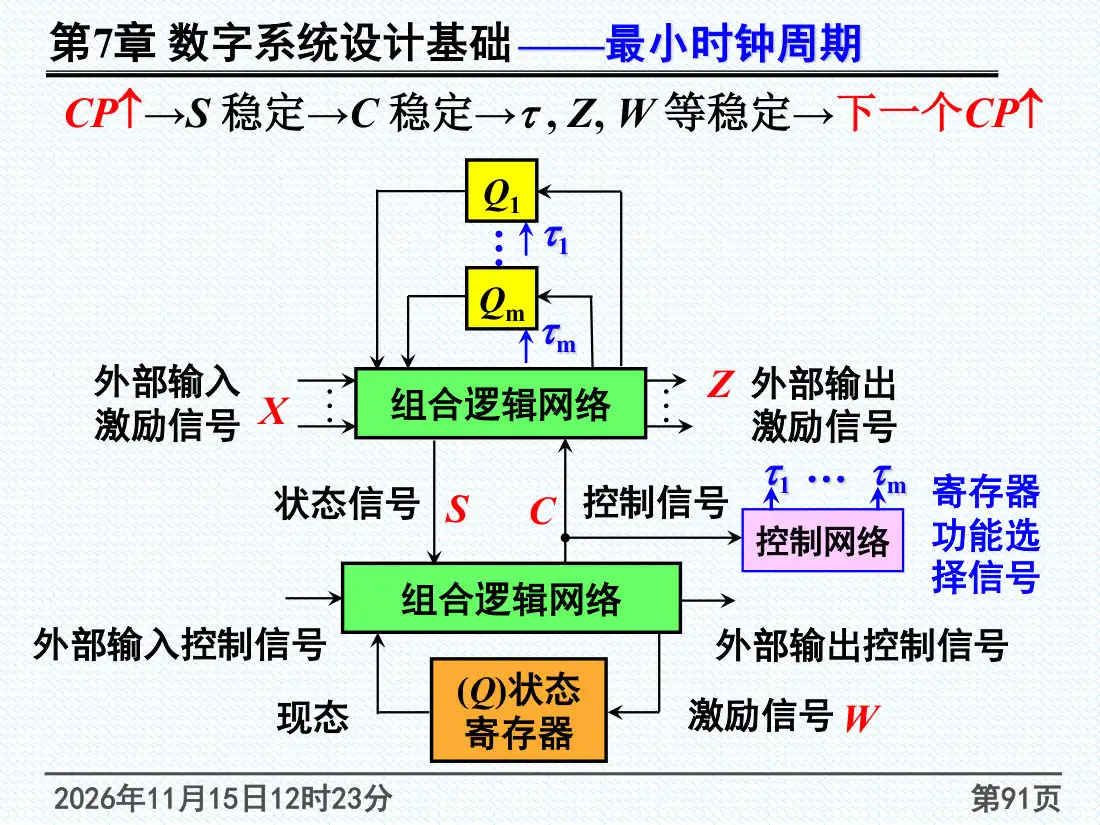 第7章 数字系统设计基础——最小时钟周期
CP↑→S 稳定→C 稳定→τ , Z, W 等稳定→下一个CP↑
Q1
τ1
Qm
τm
外部输入
激励信号
X
组合逻辑网络
Z
外部输出
激励信号
状态信号
S
C
控制信号
τ1 … τm
控制网络
寄存器
功能选
择信号
组合逻辑网络
外部输入控制信号
外部输出控制信号
现态
(Q)状态
寄存器
激励信号 W
2026年11月15日12时23分
第91页